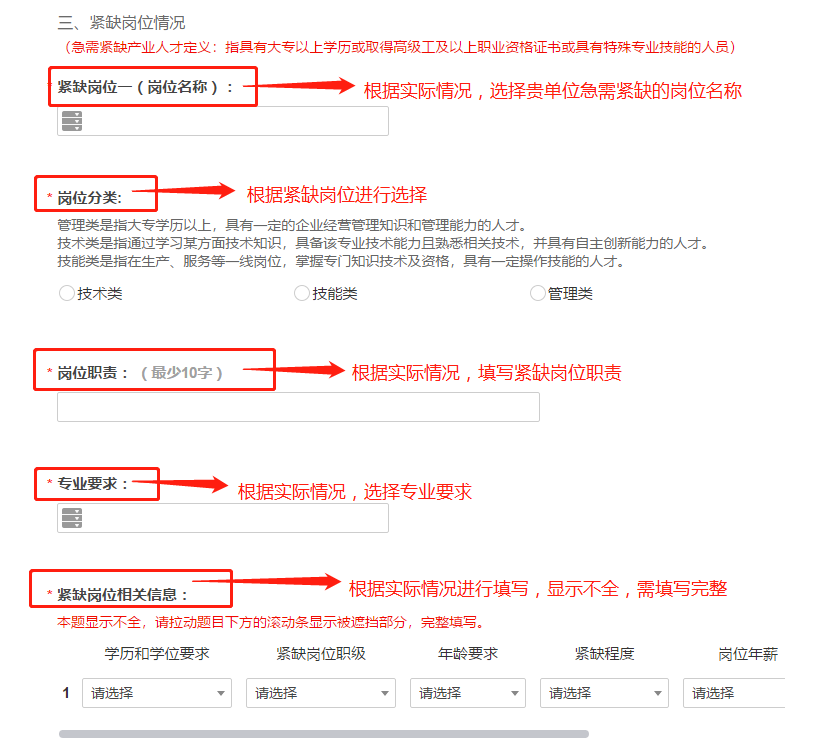 三、紧缺岗位情况
（急需紧缺产业人才定义：指具有大专以上学历或取得高级工及以上职业资格证书或具有特殊专业技能的人员）
* 紧缺岗位一（岗位名称）：
根据实际情况，选择贵单位急需紧缺的岗位名称
* 岗位分类:
根据紧缺岗位进行选择
管理类是指大专学历以上，具有一定的企业经营管理知识和管理能力的人才。
技术类是指通过学习某方面技术知识，具备该专业技术能力且熟悉相关技术，并具有自主创新能力的人才。
技能类是指在生产、服务等一线岗位，掌握专门知识技术及资格，具有一定操作技能的人才。
技术类 技能类 管理类
* 岗位职责：（最少10字）
根据实际情况，填写紧缺岗位职责
* 专业要求：
根据实际情况，选择专业要求
* 紧缺岗位相关信息：
根据实际情况进行填写，显示不全，需填写完整
本题显示不全，请拉动题目下方的滚动条显示被遮挡部分，完整填写。
学历和学位要求 紧缺岗位职级 年龄要求 紧缺程度 岗位年薪
1 请选择 请选择 请选择 请选择 请选择